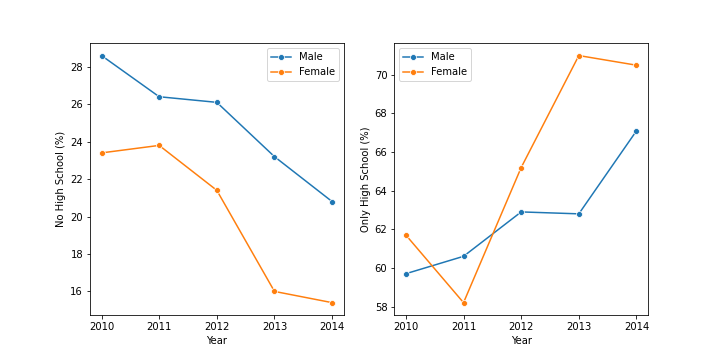 No High School (%)
28
26
24
22
20
18
16
2010 2011 2012 2013 2014
Year
Male
Female
Only High School (%)
70
68
66
64
62
60
58
2010 2011 2012 2013 2014
Year
Male
Female